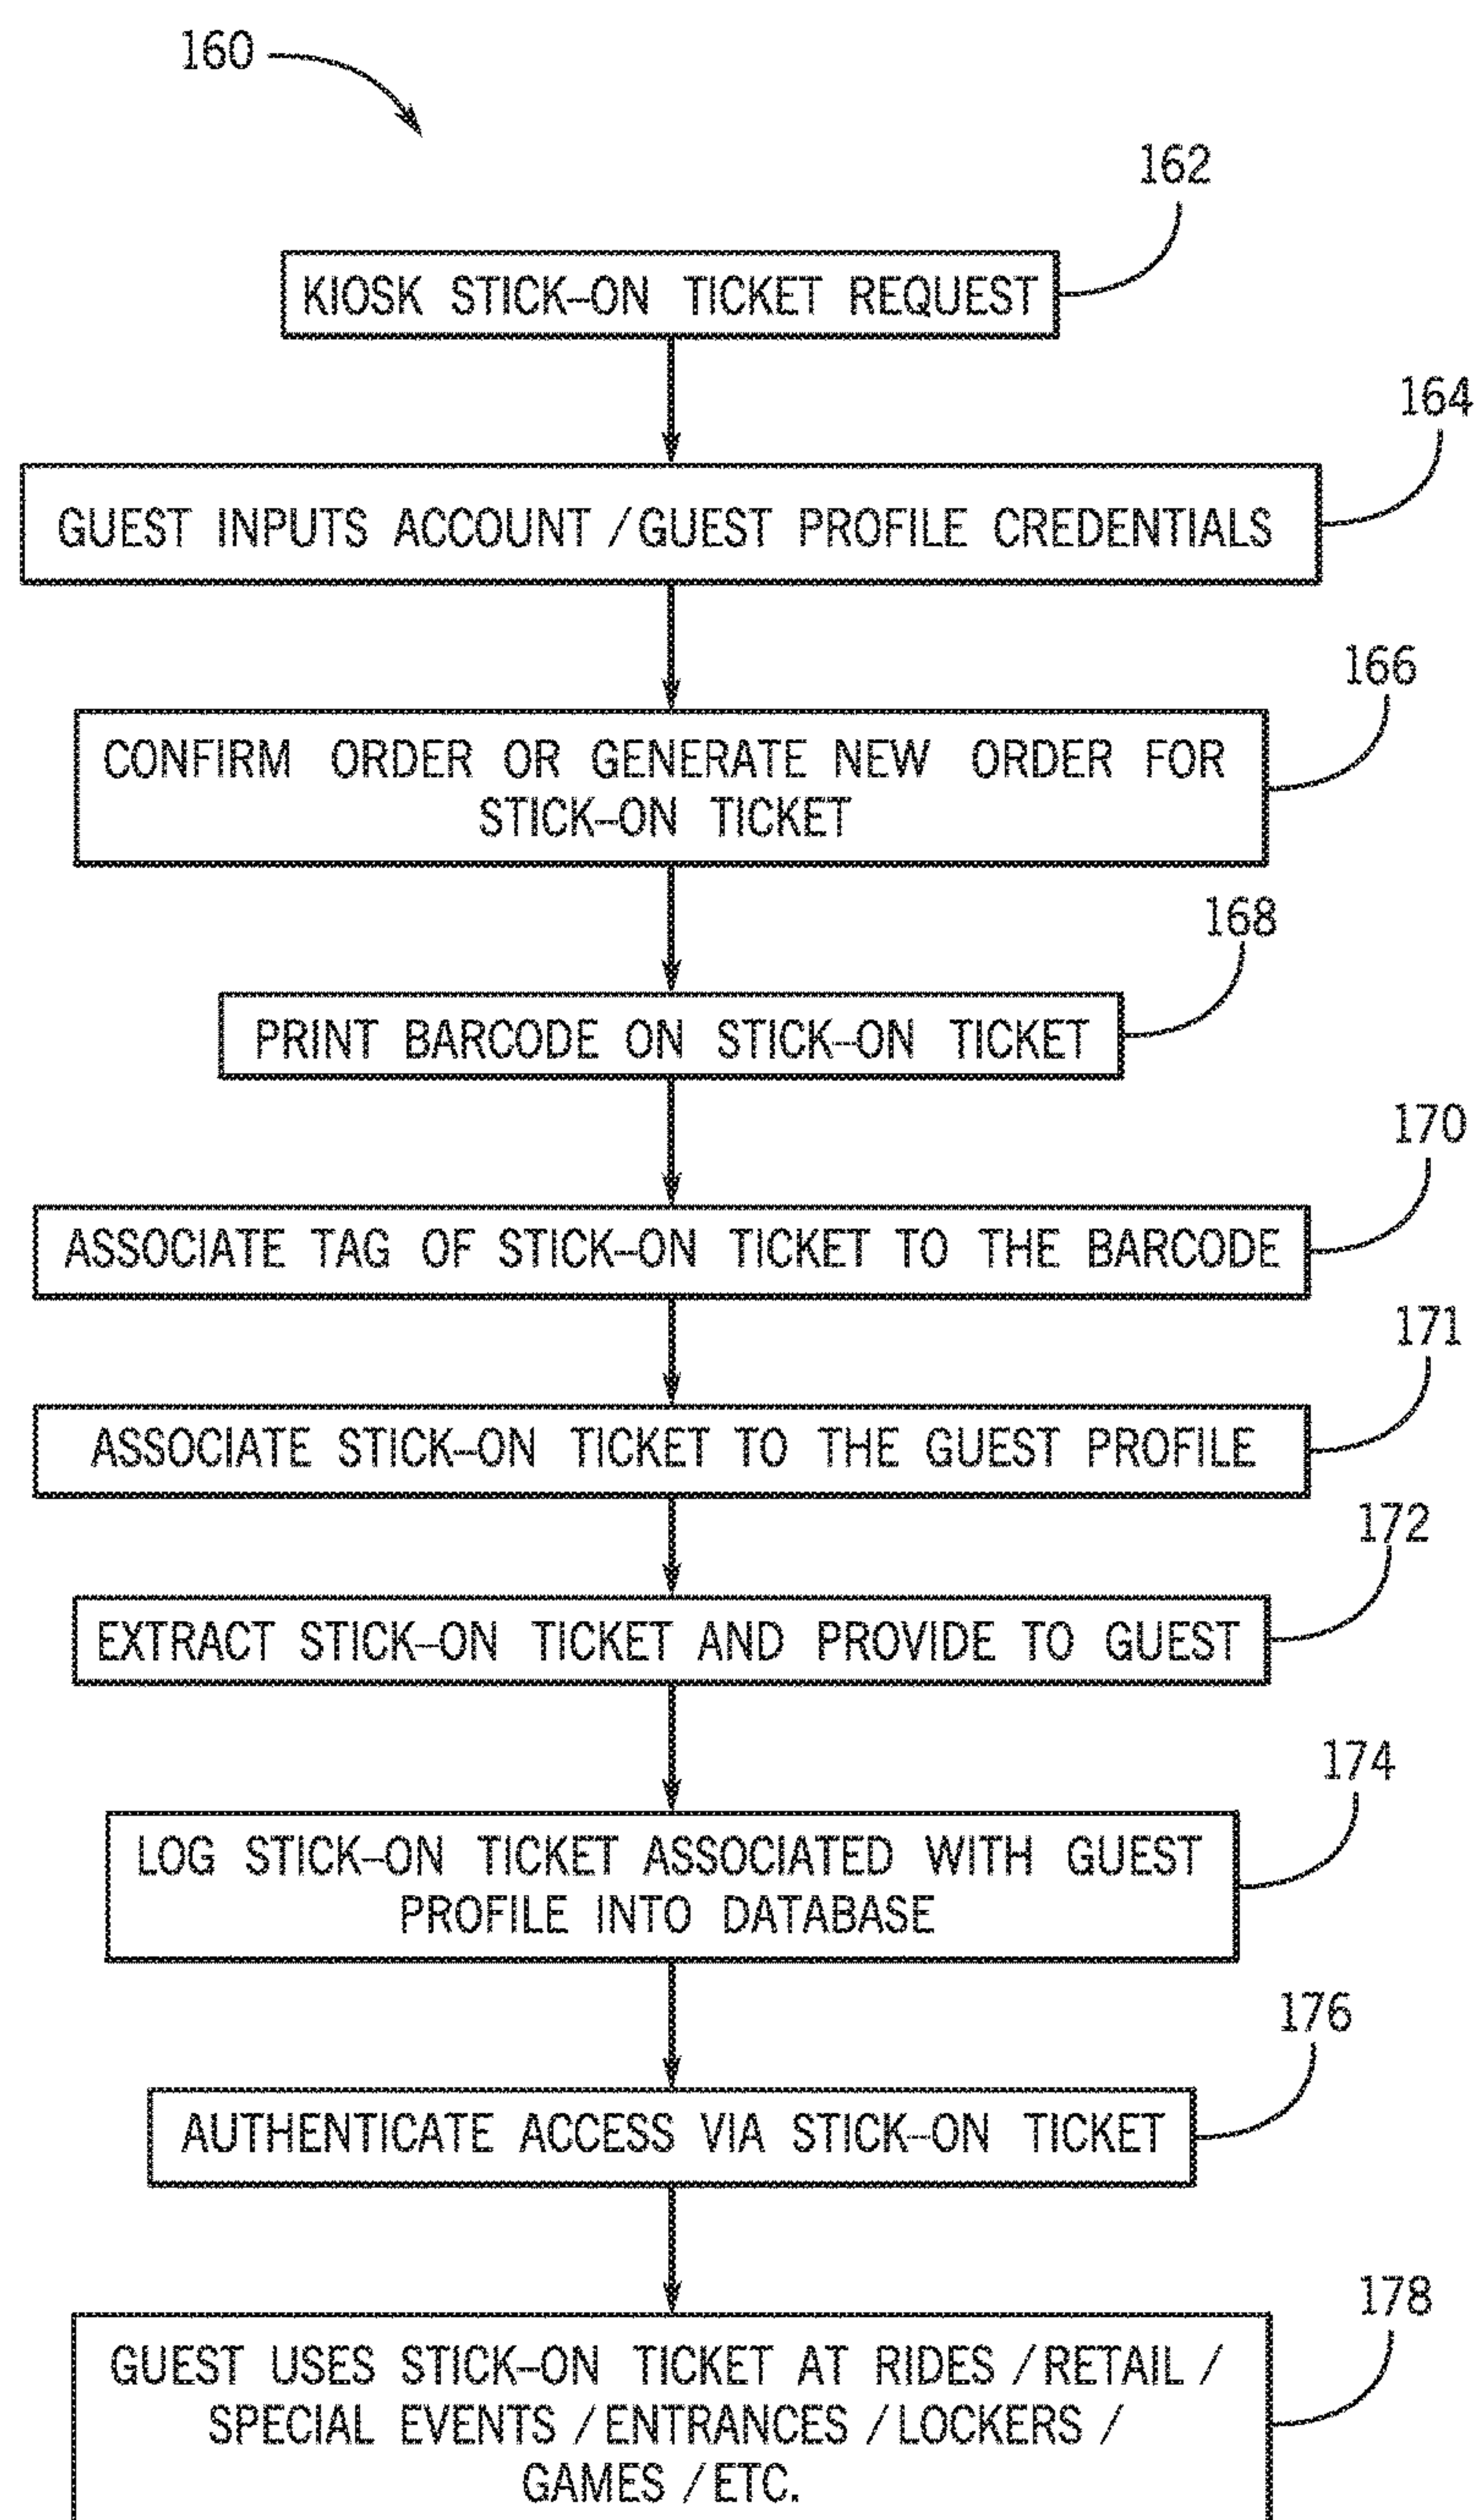 160
162
KIOSK STICK-ON TICKET REQUEST
164
GUEST INPUTS ACCOUNT / GUEST PROFILE CREDENTIALS
166
CONFIRM ORDER OR GENERATE NEW ORDER FOR
STICK-ON TICKET
168
PRINT BARCODE ON STICK-ON TICKET
170
ASSOCIATE TAG OF STICK-ON TICKET TO THE BARCODE
171
ASSOCIATE STICK-ON TICKET TO THE GUEST PROFILE
172
EXTRACT STICK-ON TICKET AND PROVIDE TO GUEST
174
LOG STICK-ON TICKET ASSOCIATED WITH GUEST
PROFILE INTO DATABASE
176
AUTHENTICATE ACCESS VIA STICK-ON TICKET
178
GUEST USES STICK-ON TICKET AT RIDES / RETAIL /
SPECIAL EVENTS / ENTRANCES / LOCKERS /
GAMES / ETC.